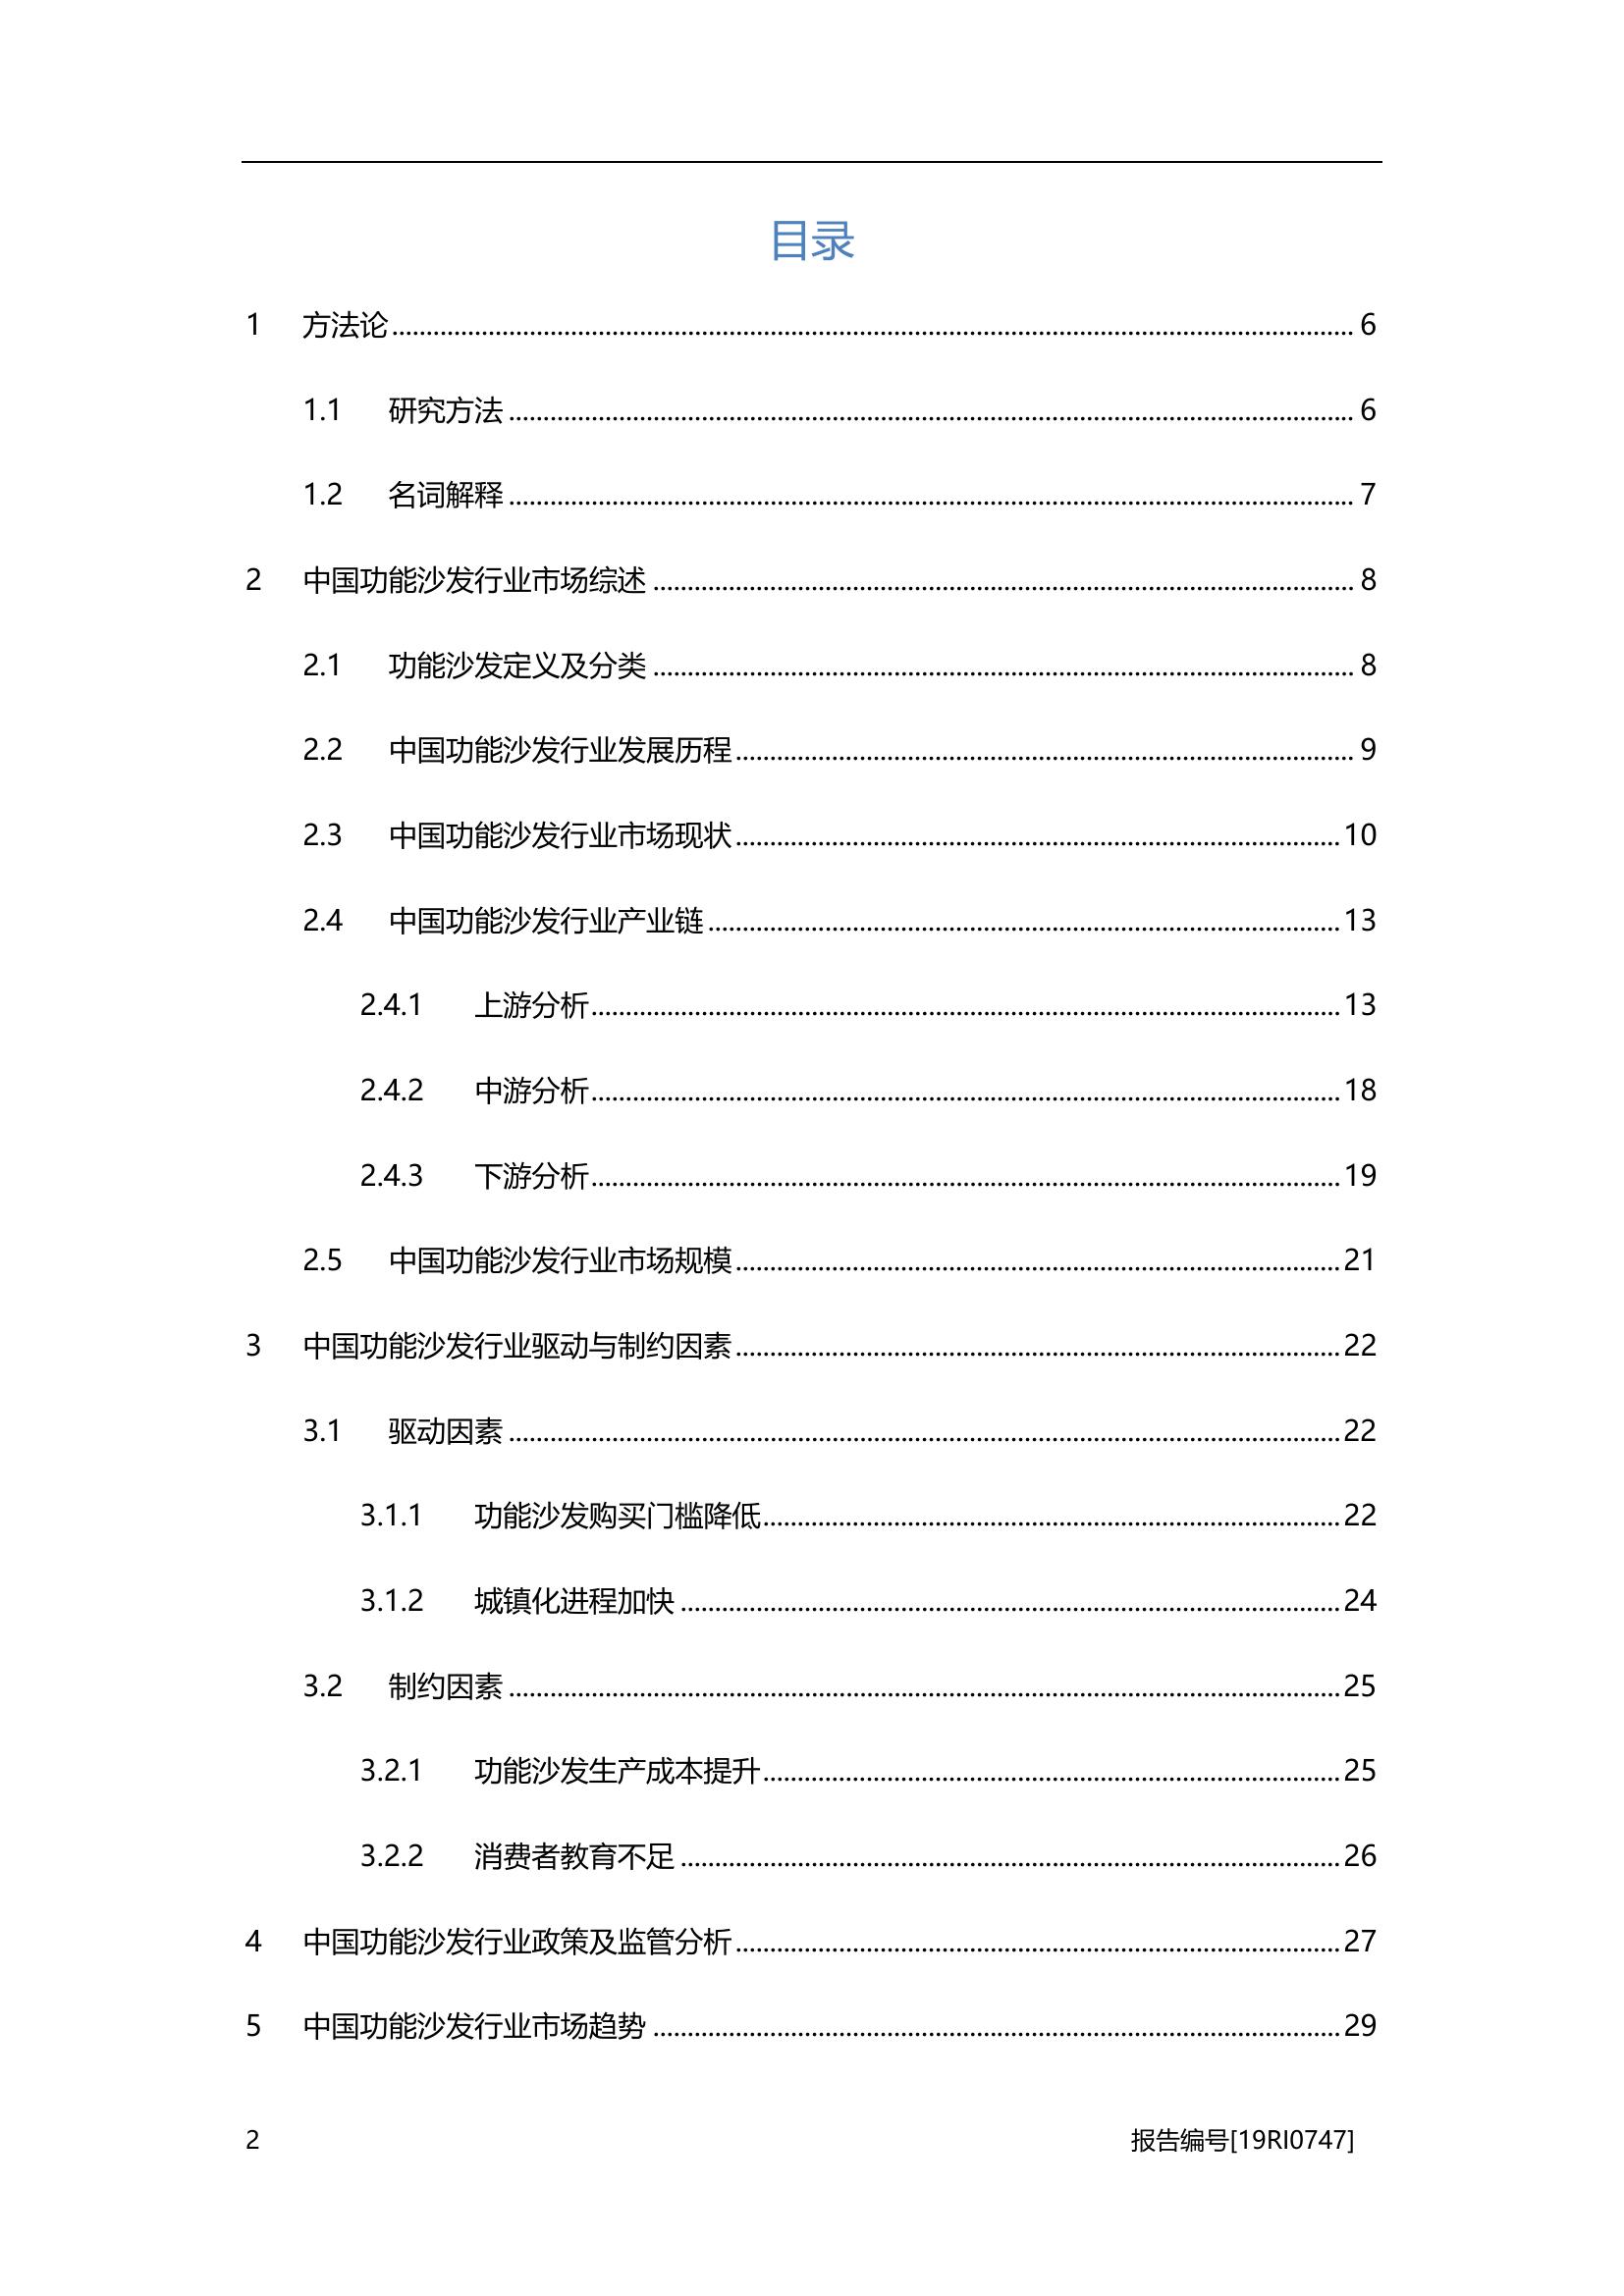 目录
1 方法论........ 6
1.1 研究方法........ 6
1.2 名词解释........ 7
2 中国功能沙发行业市场综述........ 8
2.1 功能沙发定义及分类........ 8
2.2 中国功能沙发行业发展历程........ 9
2.3 中国功能沙发行业市场现状........ 10
2.4 中国功能沙发行业产业链........ 13
2.4.1 上游分析........ 13
2.4.2 中游分析........ 18
2.4.3 下游分析........ 19
2.5 中国功能沙发行业市场规模........ 21
3 中国功能沙发行业驱动与制约因素........ 22
3.1 驱动因素........ 22
3.1.1 功能沙发购买门槛降低........ 22
3.1.2 城镇化进程加快........ 24
3.2 制约因素........ 25
3.2.1 功能沙发生产成本提升........ 25
3.2.2 消费者教育不足........ 26
4 中国功能沙发行业政策及监管分析........ 27
5 中国功能沙发行业市场趋势........ 29
2 报告编号[19RI0747]